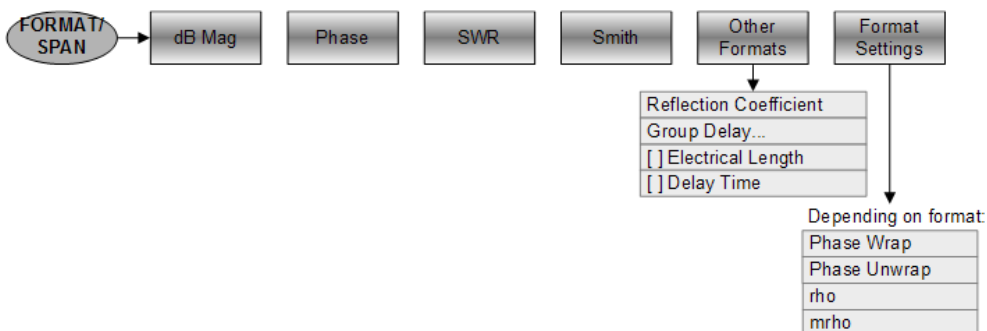 FORMAT/
SPAN
dB Mag
Phase
SWR
Smith
Other
Formats
Format
Settings
Reflection Coefficient
Group Delay...
[ ] Electrical Length
[ ] Delay Time
Depending on format:
Phase Wrap
Phase Unwrap
rho
mrho